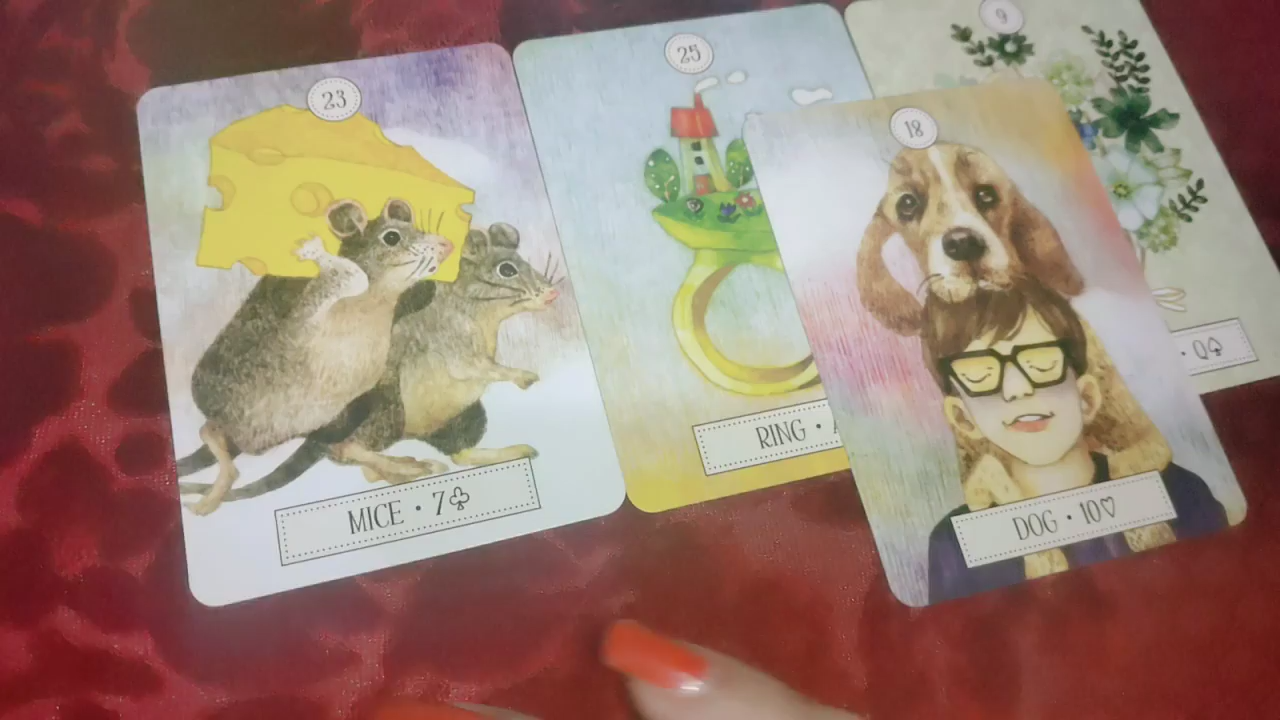 23
MICE • 7♧
25
RING •
18
DOG • 10♡
9
• Q♤